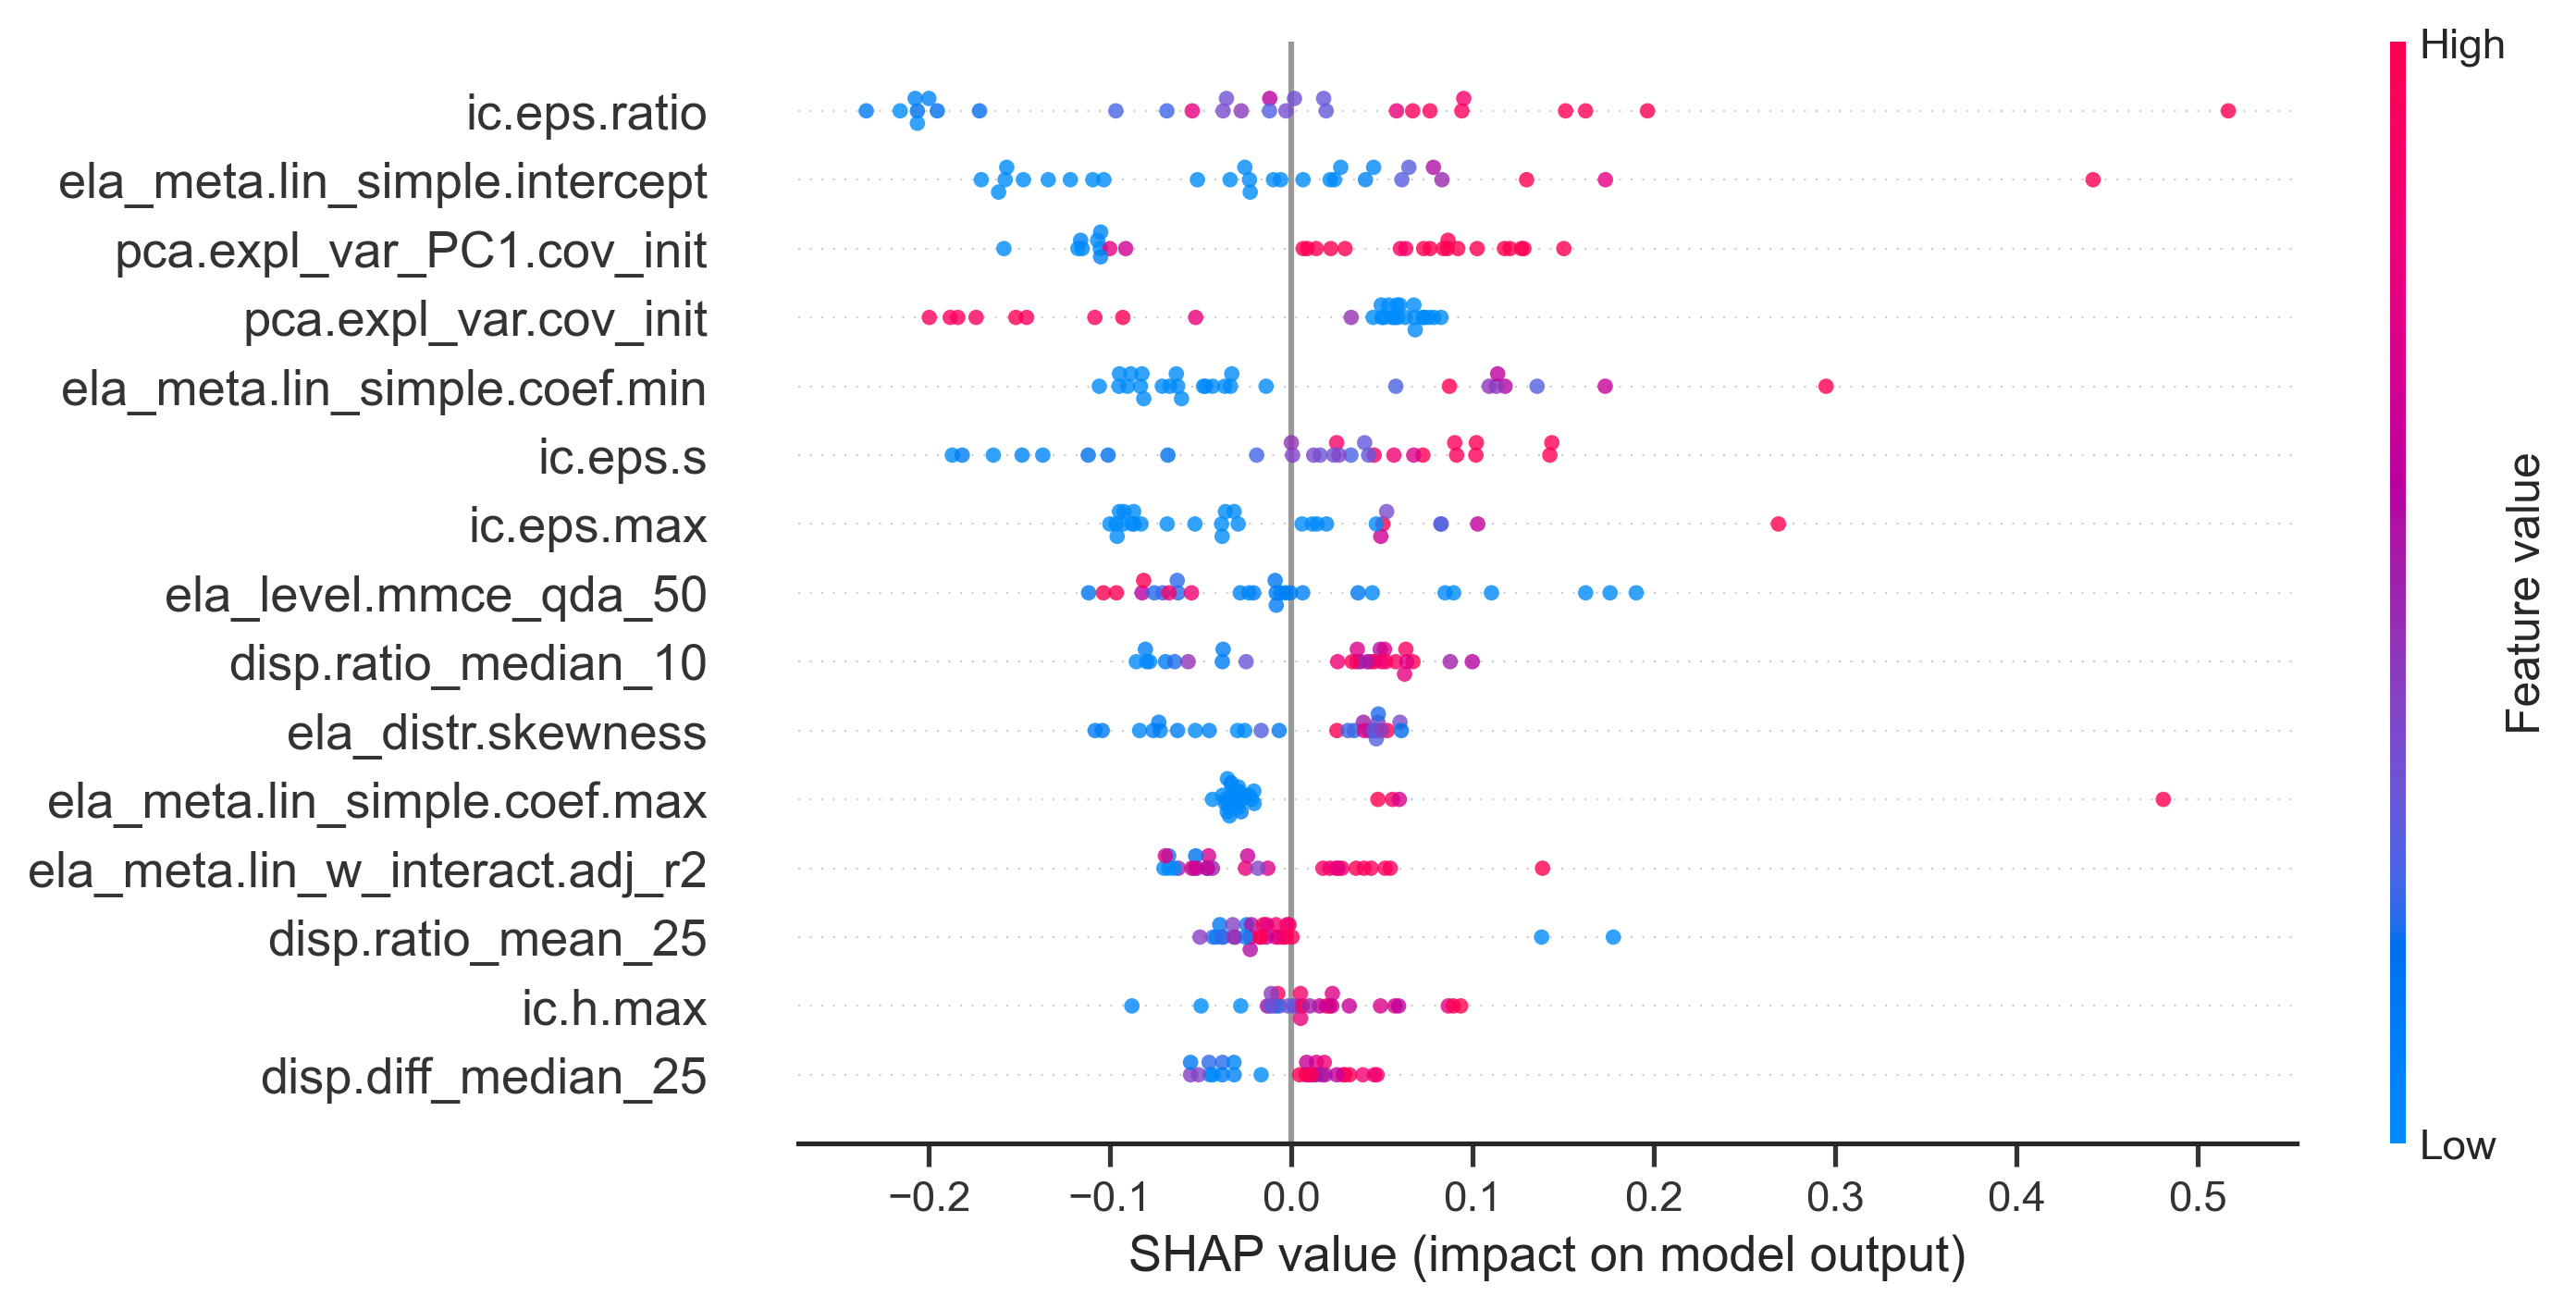 High
ic.eps.ratio
ela_meta.lin_simple.intercept
pca.expl_var_PC1.cov_init
pca.expl_var.cov_init
ela_meta.lin_simple.coef.min
ic.eps.s
ic.eps.max
ela_level.mmce_qda_50
disp.ratio_median_10
ela_distr.skewness
ela_meta.lin_simple.coef.max
ela_meta.lin_w_interact.adj_r2
disp.ratio_mean_25
ic.h.max
disp.diff_median_25
Feature value
Low
−0.2 −0.1 0.0 0.1 0.2 0.3 0.4 0.5
SHAP value (impact on model output)